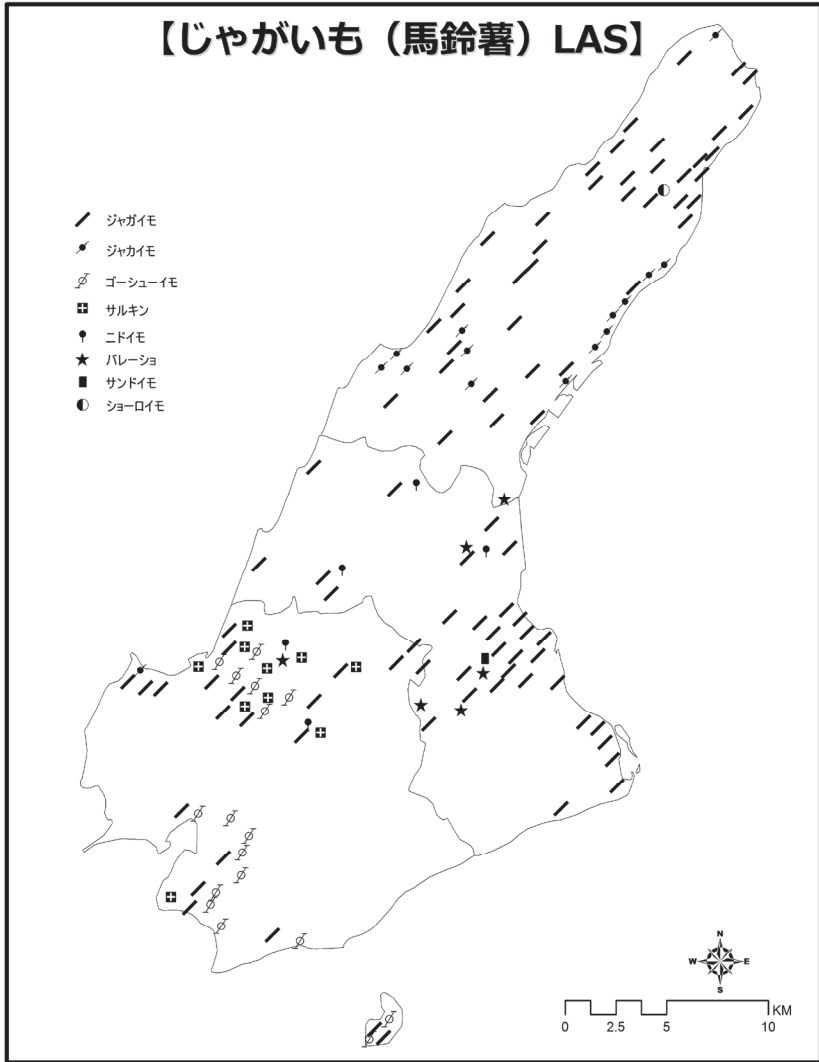 【じゃがいも（馬鈴薯）LAS】
ジャガイモ
ジャカイモ
ゴーシューイモ
サルキン
ニドイモ
バレーショ
サンドイモ
ショーロイモ
N
W E
S
KM
0 2.5 5 10